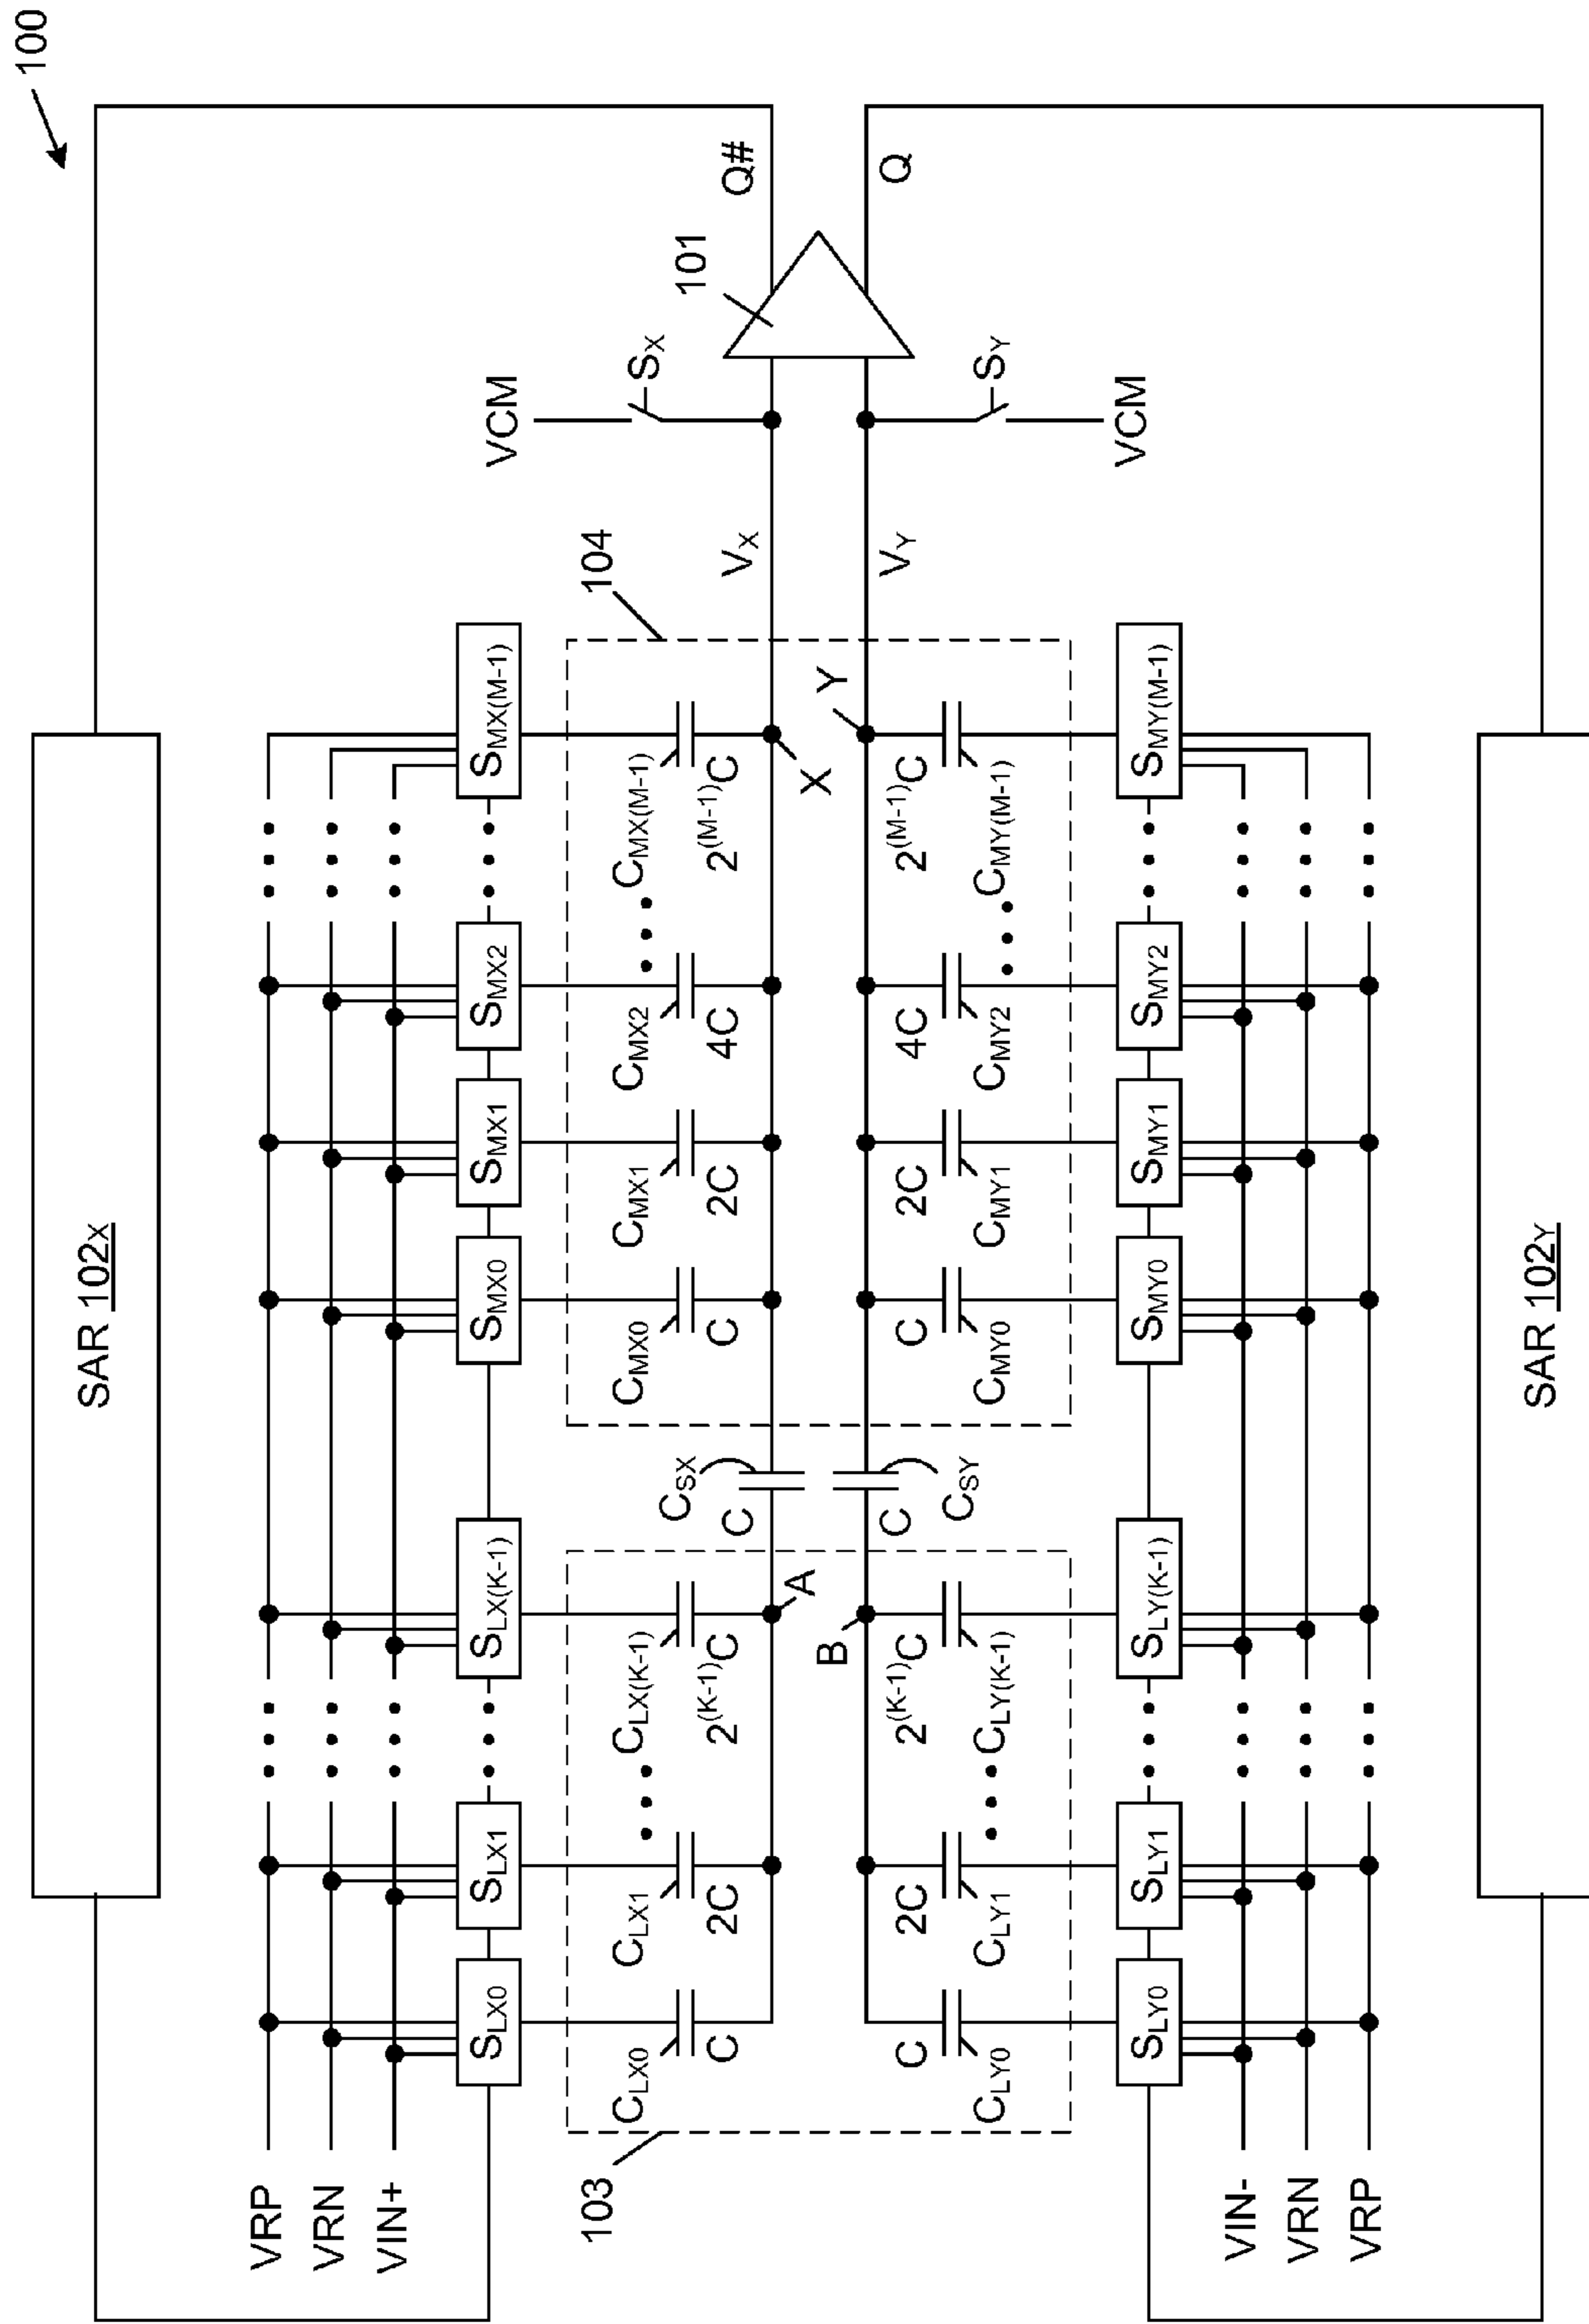 100
SAR 102X
VRP
VRN
VIN+
SLX0
SLX1
SLX(K-1)
SMX0
SMX1
SMX2
SMX(M-1)
VCM
SX
103
CLX0
C
CLX1
2C
CLX(K-1)
2^(K-1)C
A
CSX
C
CMX0
C
CMX1
2C
CMX2
4C
CMX(M-1)
2^(M-1)C
X
104
VX
101
Q#
B
C
CLY0
2C
CLY1
2^(K-1)C
CLY(K-1)
C
CSY
C
CMY0
2C
CMY1
4C
CMY2
2^(M-1)C
CMY(M-1)
Y
VY
Q
SY
VCM
SLY0
SLY1
SLY(K-1)
SMY0
SMY1
SMY2
SMY(M-1)
VIN-
VRN
VRP
SAR 102Y